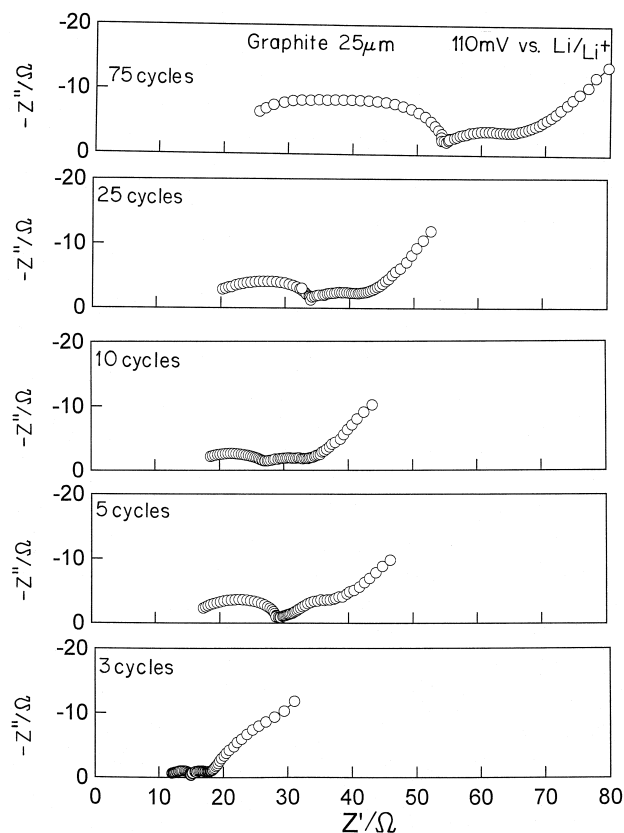 Graphite 25μm 110mV vs. Li/Li+
75 cycles
-20
-10
0
-Z"/Ω
25 cycles
-20
-10
0
-Z"/Ω
10 cycles
-20
-10
0
-Z"/Ω
5 cycles
-20
-10
0
-Z"/Ω
3 cycles
-20
-10
0
-Z"/Ω
0 10 20 30 40 50 60 70 80
Z'/Ω